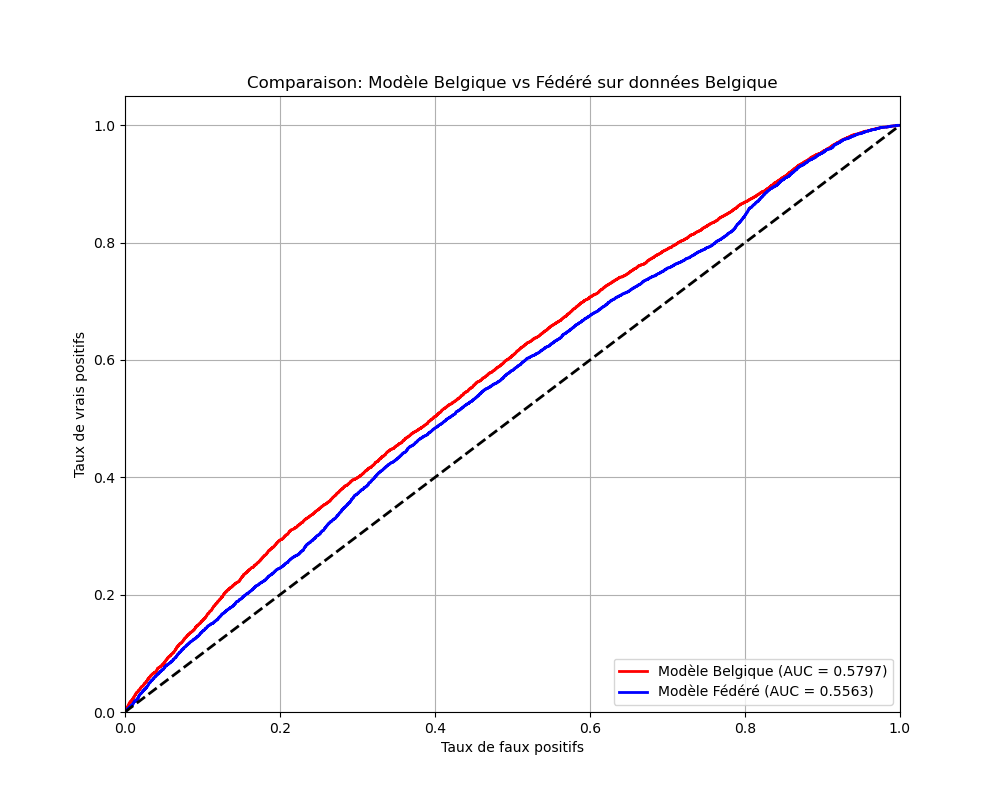 Comparaison: Modèle Belgique vs Fédéré sur données Belgique
Taux de vrais positifs
1.0
0.8
0.6
0.4
0.2
0.0
0.0 0.2 0.4 0.6 0.8 1.0
Taux de faux positifs
Modèle Belgique (AUC = 0.5797)
Modèle Fédéré (AUC = 0.5563)